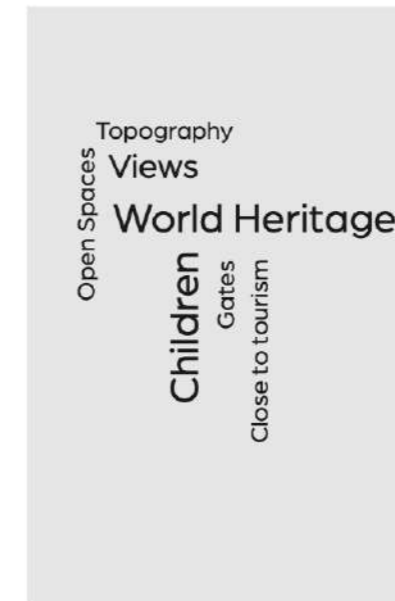 Topography
Views
Open Spaces
World Heritage
Children
Gates
Close to tourism